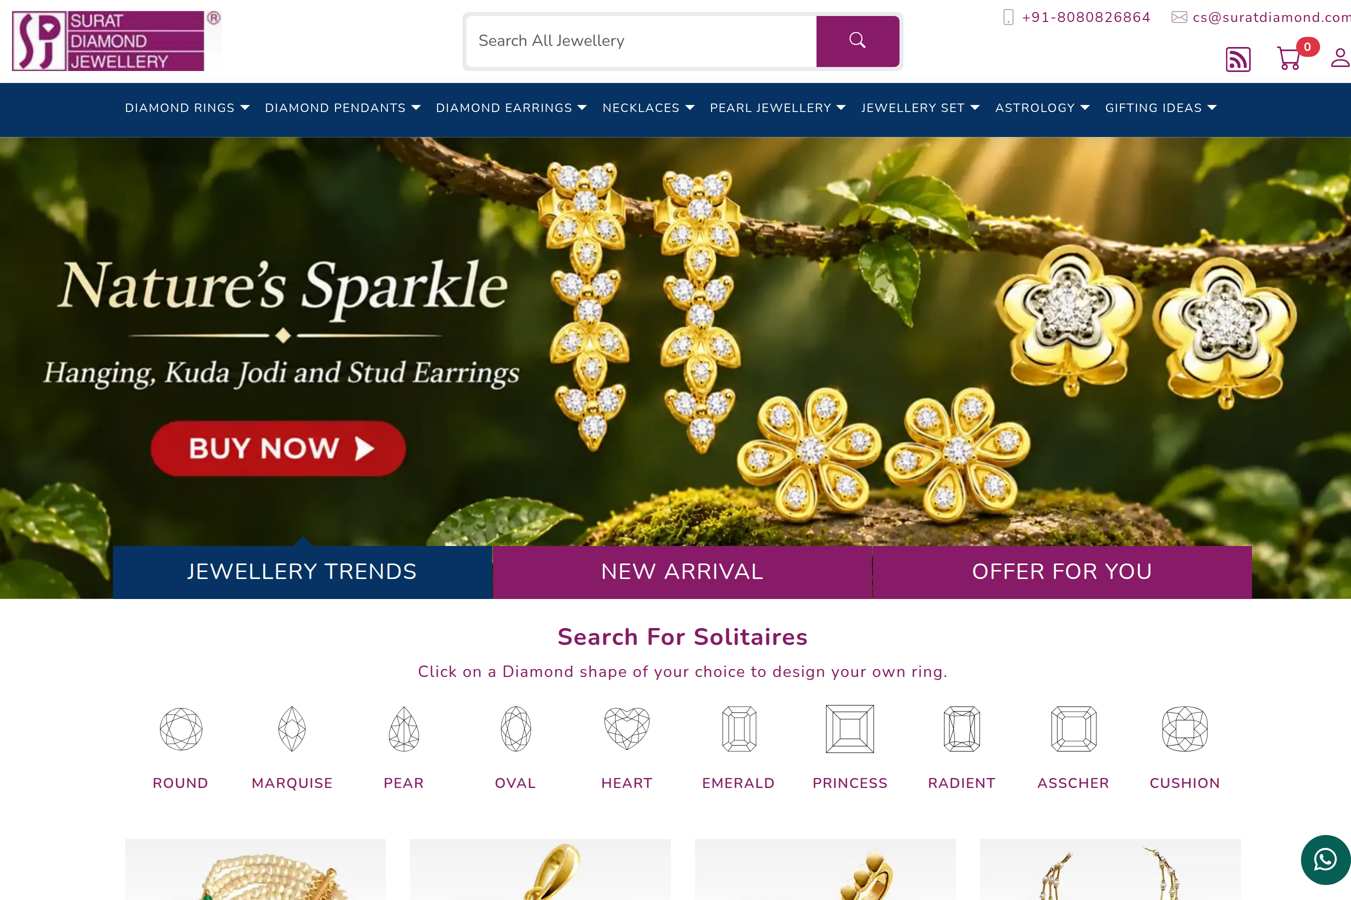 SURAT
DIAMOND
JEWELLERY
®
Search All Jewellery
+91-8080826864
cs@suratdiamond.com
0
DIAMOND RINGS
DIAMOND PENDANTS
DIAMOND EARRINGS
NECKLACES
PEARL JEWELLERY
JEWELLERY SET
ASTROLOGY
GIFTING IDEAS
Nature's Sparkle
Hanging, Kuda Jodi and Stud Earrings
BUY NOW
JEWELLERY TRENDS
NEW ARRIVAL
OFFER FOR YOU
Search For Solitaires
Click on a Diamond shape of your choice to design your own ring.
ROUND
MARQUISE
PEAR
OVAL
HEART
EMERALD
PRINCESS
RADIENT
ASSCHER
CUSHION